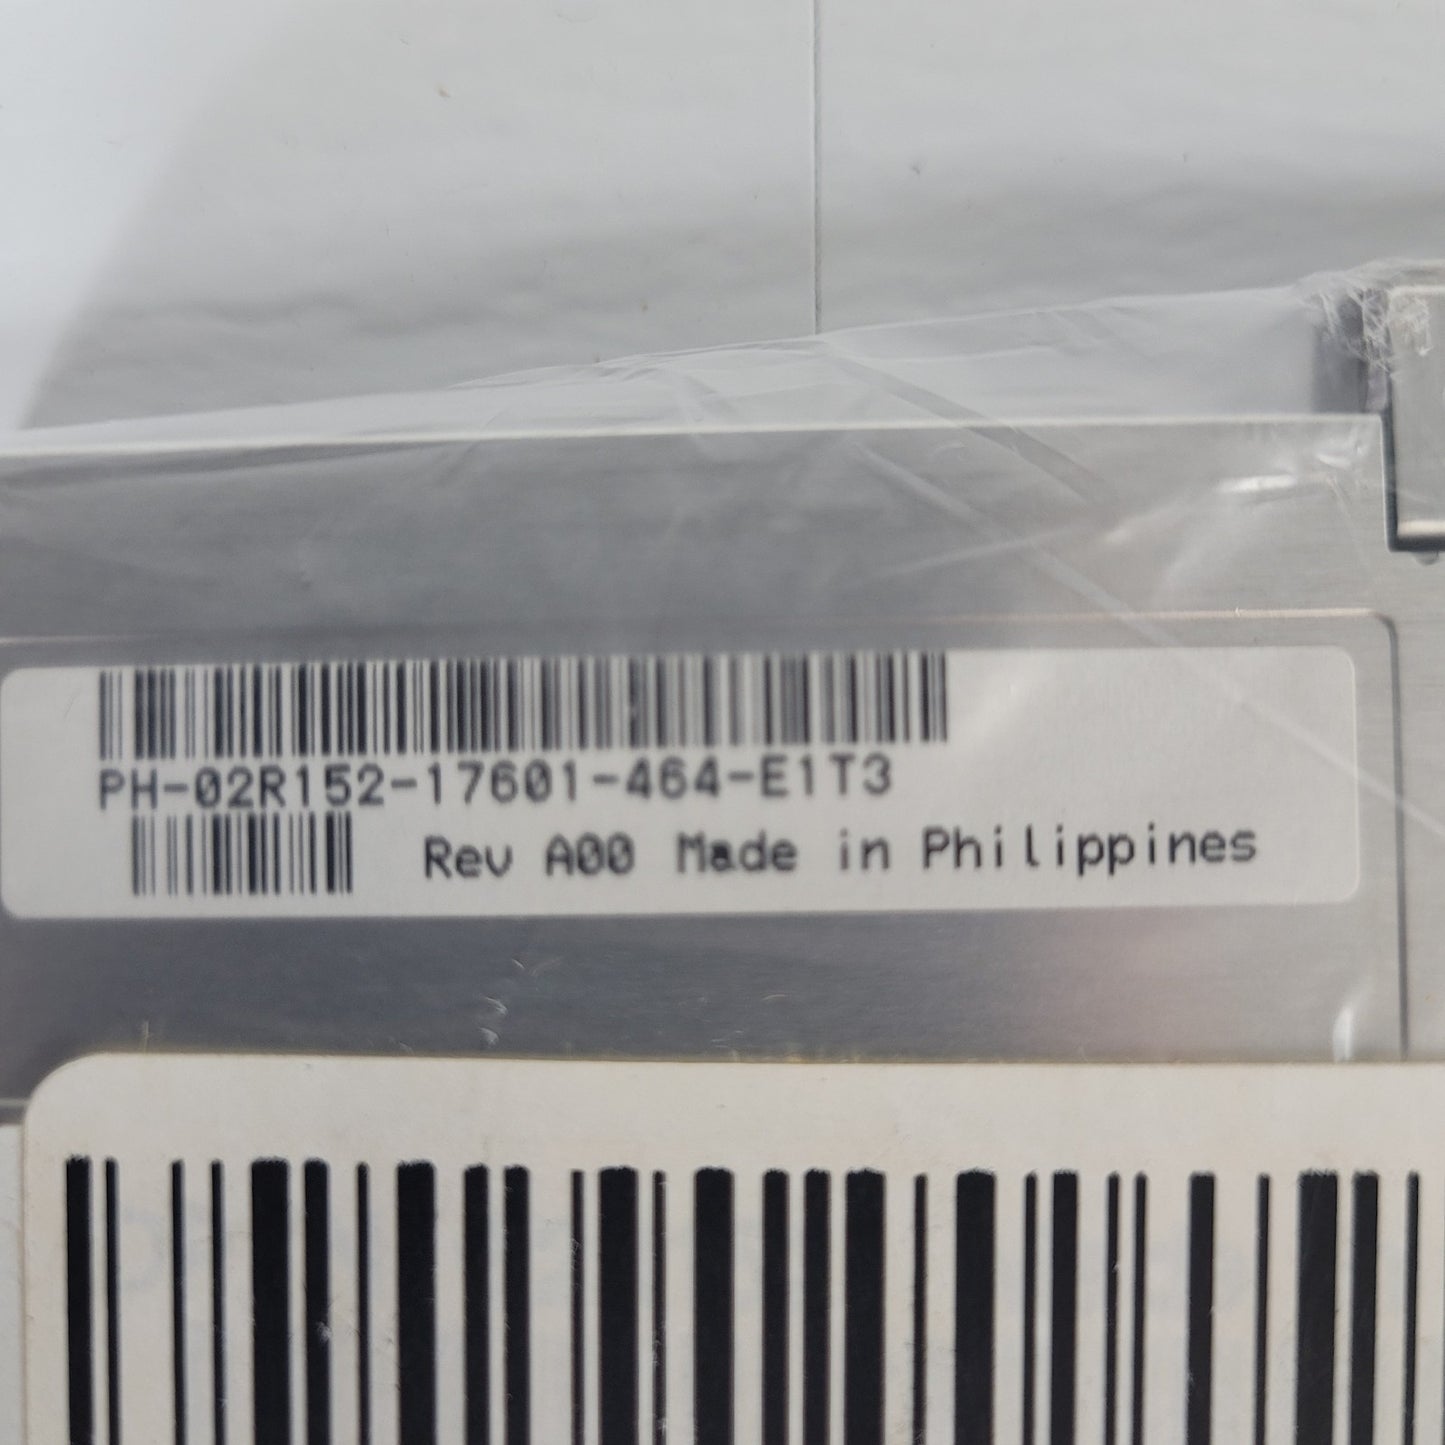 PH-02R152-17601-464-E1T3
Rev A00 Made in Philippines